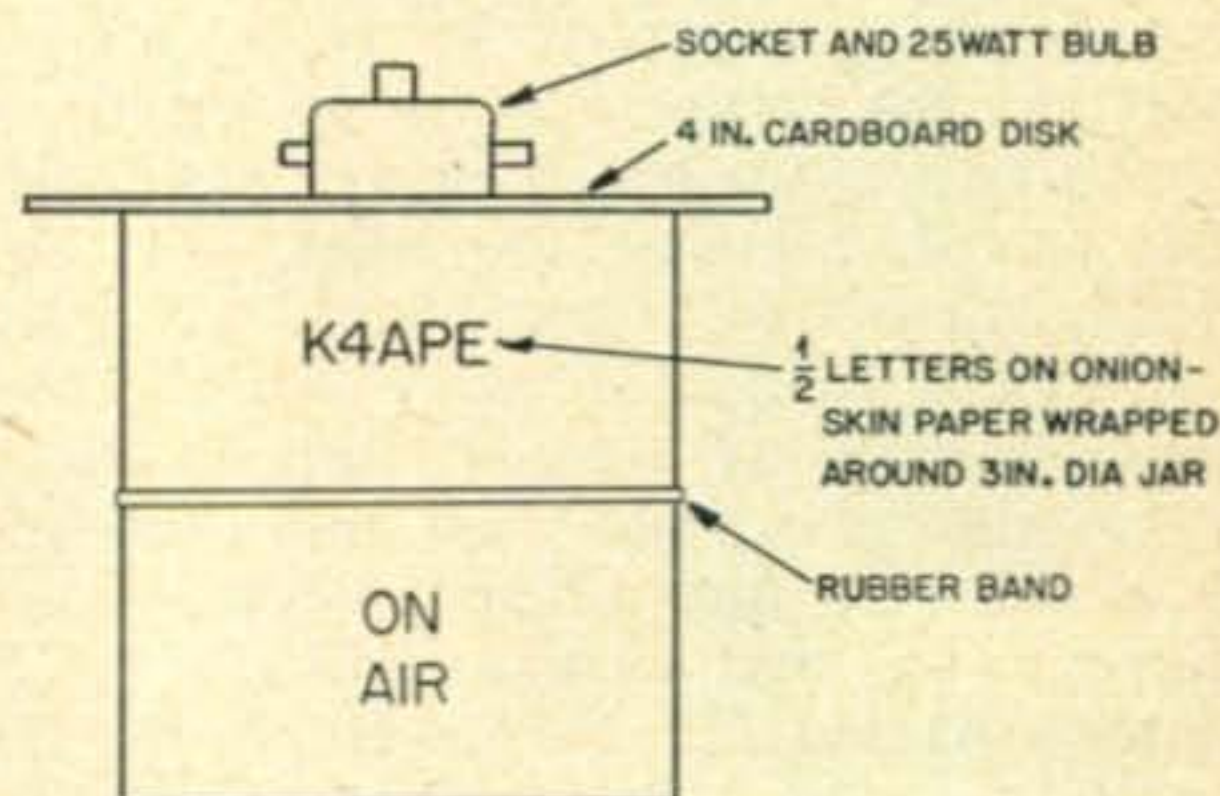 SOCKET AND 25 WATT BULB
4 IN. CARDBOARD DISK
K4APE
1/2 LETTERS ON ONION-
SKIN PAPER WRAPPED
AROUND 3IN. DIA JAR
RUBBER BAND
ON
AIR